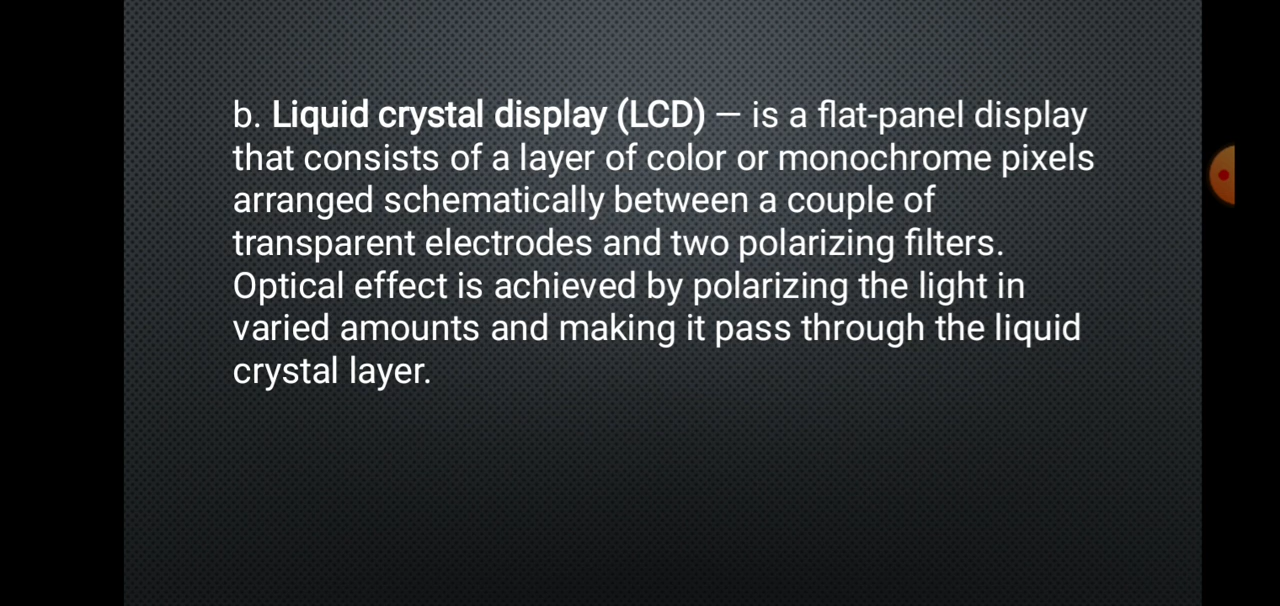 b. Liquid crystal display (LCD) – is a flat-panel display
that consists of a layer of color or monochrome pixels
arranged schematically between a couple of
transparent electrodes and two polarizing filters.
Optical effect is achieved by polarizing the light in
varied amounts and making it pass through the liquid
crystal layer.